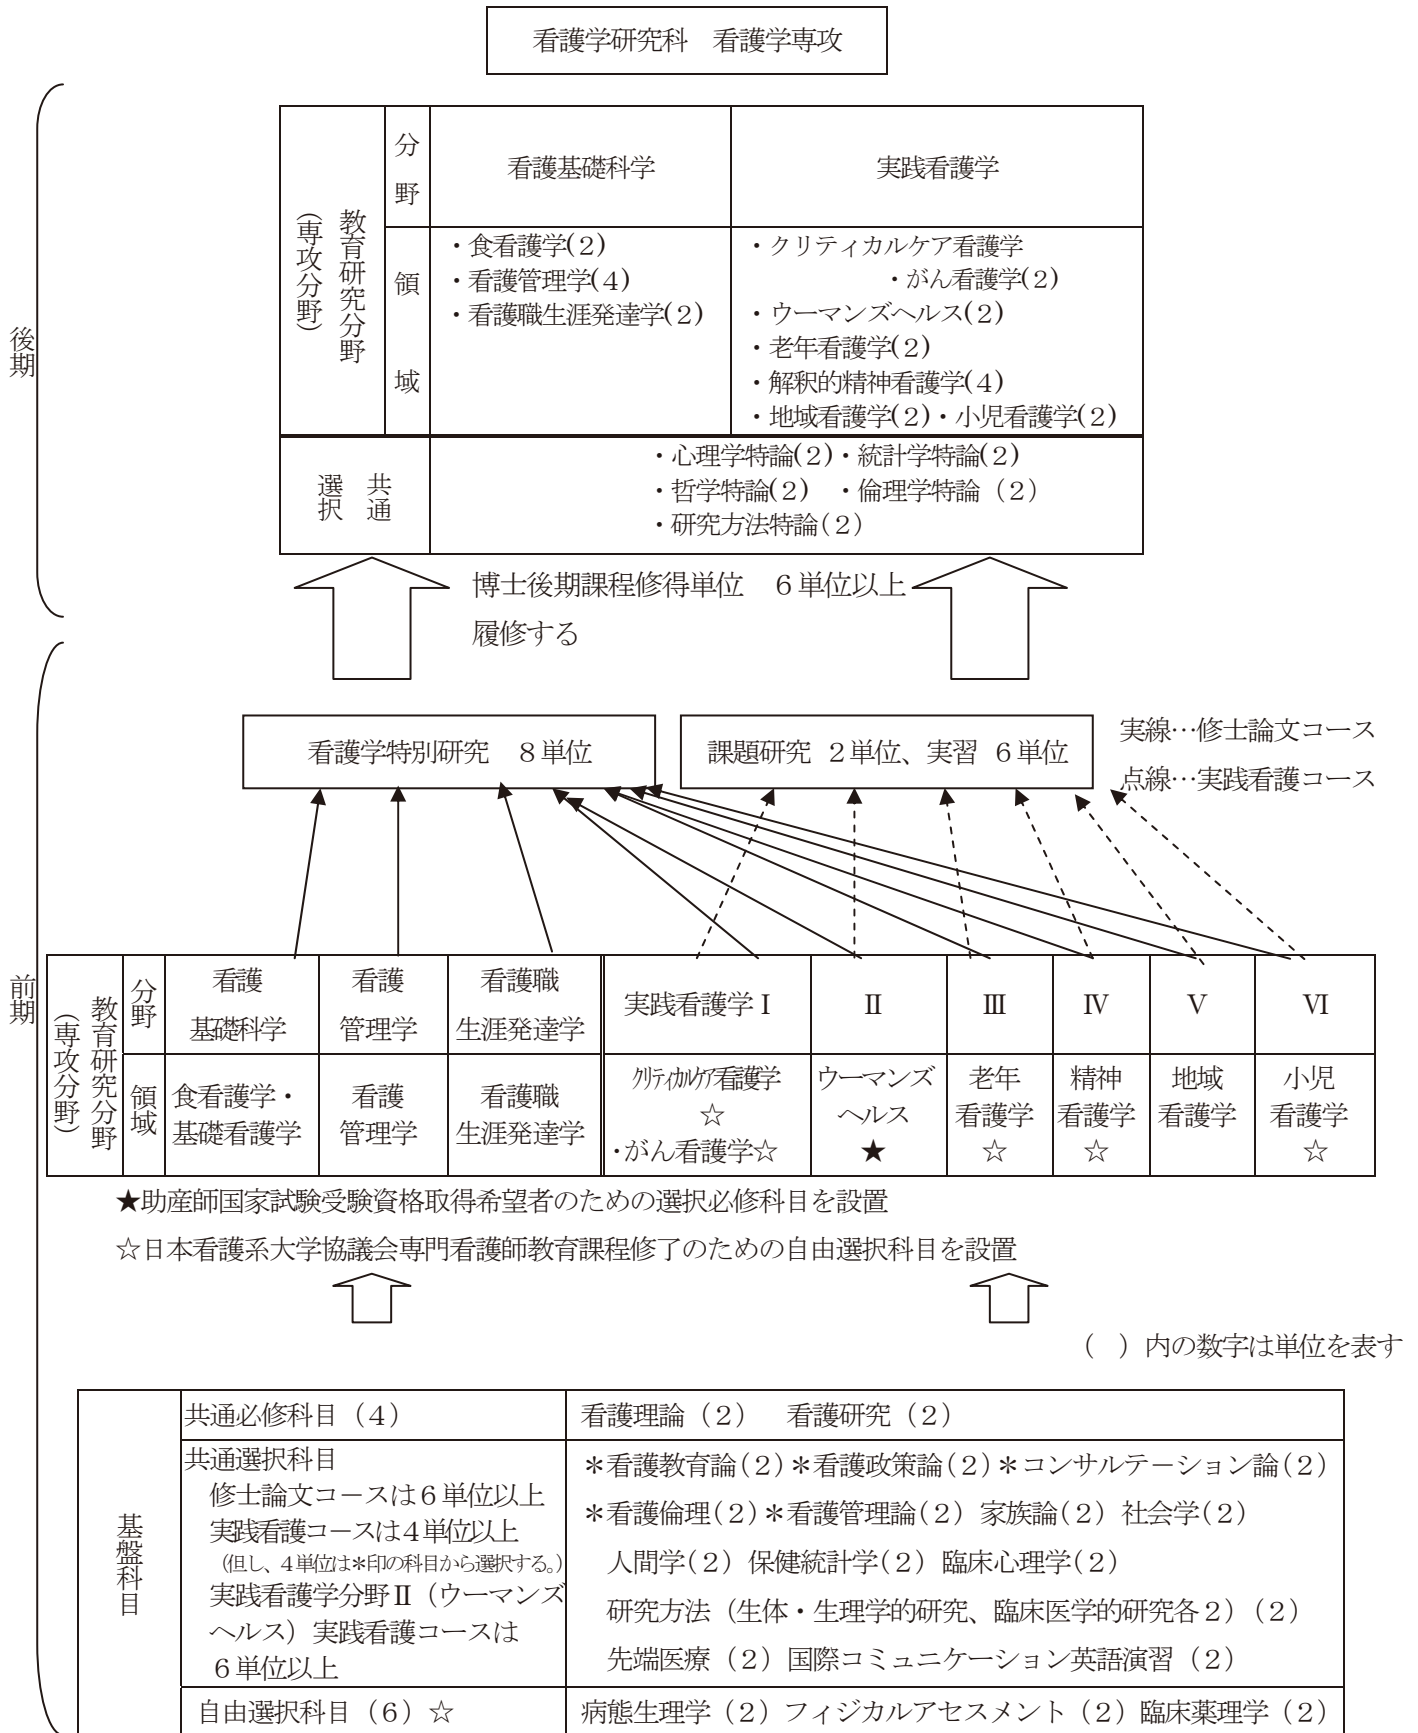 看護学研究科　看護学専攻
後期
教育研究分野
(専攻分野)
分野
看護基礎科学
実践看護学
領域
・食看護学(２)
・看護管理学(４)
・看護職生涯発達学(２)
・クリティカルケア看護学
・がん看護学(２)
・ウーマンズヘルス(２)
・老年看護学(２)
・解釈的精神看護学(４)
・地域看護学(２)・小児看護学(２)
共通
選択
・心理学特論(２)・統計学特論(２)
・哲学特論(２)　・倫理学特論（２）
・研究方法特論(２）
博士後期課程修得単位　６単位以上
履修する
前期
看護学特別研究　８単位
課題研究 ２単位、実習 ６単位
実線…修士論文コース
点線…実践看護コース
教育研究分野
(専攻分野)
分野
看護
基礎科学
看護
管理学
看護職
生涯発達学
実践看護学Ⅰ
Ⅱ
Ⅲ
Ⅳ
Ⅴ
Ⅵ
領域
食看護学・
基礎看護学
看護
管理学
看護職
生涯発達学
クリティカルケア看護学
☆
・がん看護学☆
ウーマンズ
ヘルス
★
老年
看護学
☆
精神
看護学
☆
地域
看護学
小児
看護学
☆
★助産師国家試験受験資格取得希望者のための選択必修科目を設置
☆日本看護系大学協議会専門看護師教育課程修了のための自由選択科目を設置
（　）内の数字は単位を表す
基盤科目
共通必修科目（４）
看護理論（２）　看護研究（２）
共通選択科目
修士論文コースは６単位以上
実践看護コースは４単位以上
（但し、４単位は＊印の科目から選択する。）
実践看護学分野Ⅱ（ウーマンズ
ヘルス）実践看護コースは
６単位以上
＊看護教育論(２)＊看護政策論(２)＊コンサルテーション論(２)
＊看護倫理(２)＊看護管理論(２) 家族論(２) 社会学(２)
人間学(２) 保健統計学(２) 臨床心理学(２)
研究方法（生体・生理学的研究、臨床医学的研究各２）(２)
先端医療（２）国際コミュニケーション英語演習（２）
自由選択科目（６）☆
病態生理学（２）フィジカルアセスメント（２）臨床薬理学（２）